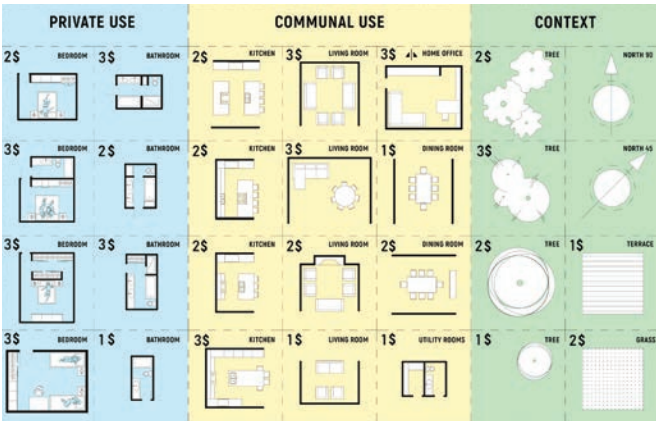 PRIVATE USE
COMMUNAL USE
CONTEXT
2$ BEDROOM
3$ BATHROOM
2$ KITCHEN
3$ LIVING ROOM
3$ HOME OFFICE
2$ TREE
NORTH 90
3$ BEDROOM
2$ BATHROOM
2$ KITCHEN
3$ LIVING ROOM
1$ DINING ROOM
3$ TREE
NORTH 45
3$ BEDROOM
3$ BATHROOM
2$ KITCHEN
2$ LIVING ROOM
2$ DINING ROOM
2$ TREE
1$ TERRACE
3$ BEDROOM
1$ BATHROOM
3$ KITCHEN
1$ LIVING ROOM
1$ UTILITY ROOMS
1$ TREE
2$ GRASS